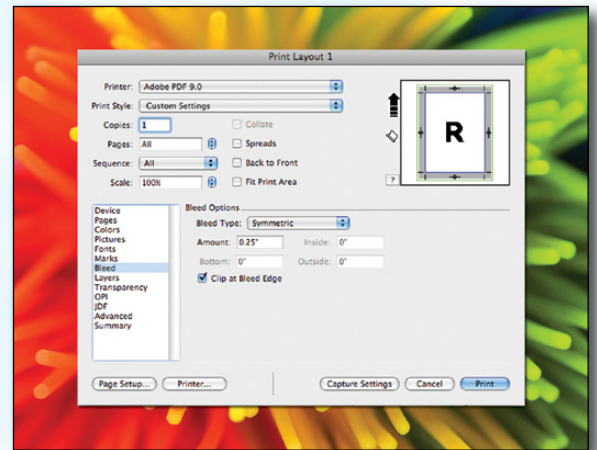 Print Layout 1
Printer: Adobe PDF 9.0
Print Style: Custom Settings
Copies: 1 Collate
Pages: All Spreads
Sequence: All Back to Front
Scale: 100% Fit Print Area
R
?
Device
Pages
Colors
Pictures
Fonts
Marks
Bleed
Layers
Transparency
OPI
JDF
Advanced
Summary
Bleed Options
Bleed Type: Symmetric
Amount: 0.25" Inside: 0"
Bottom: 0" Outside: 0"
Clip at Bleed Edge
Page Setup... Printer... Capture Settings Cancel Print